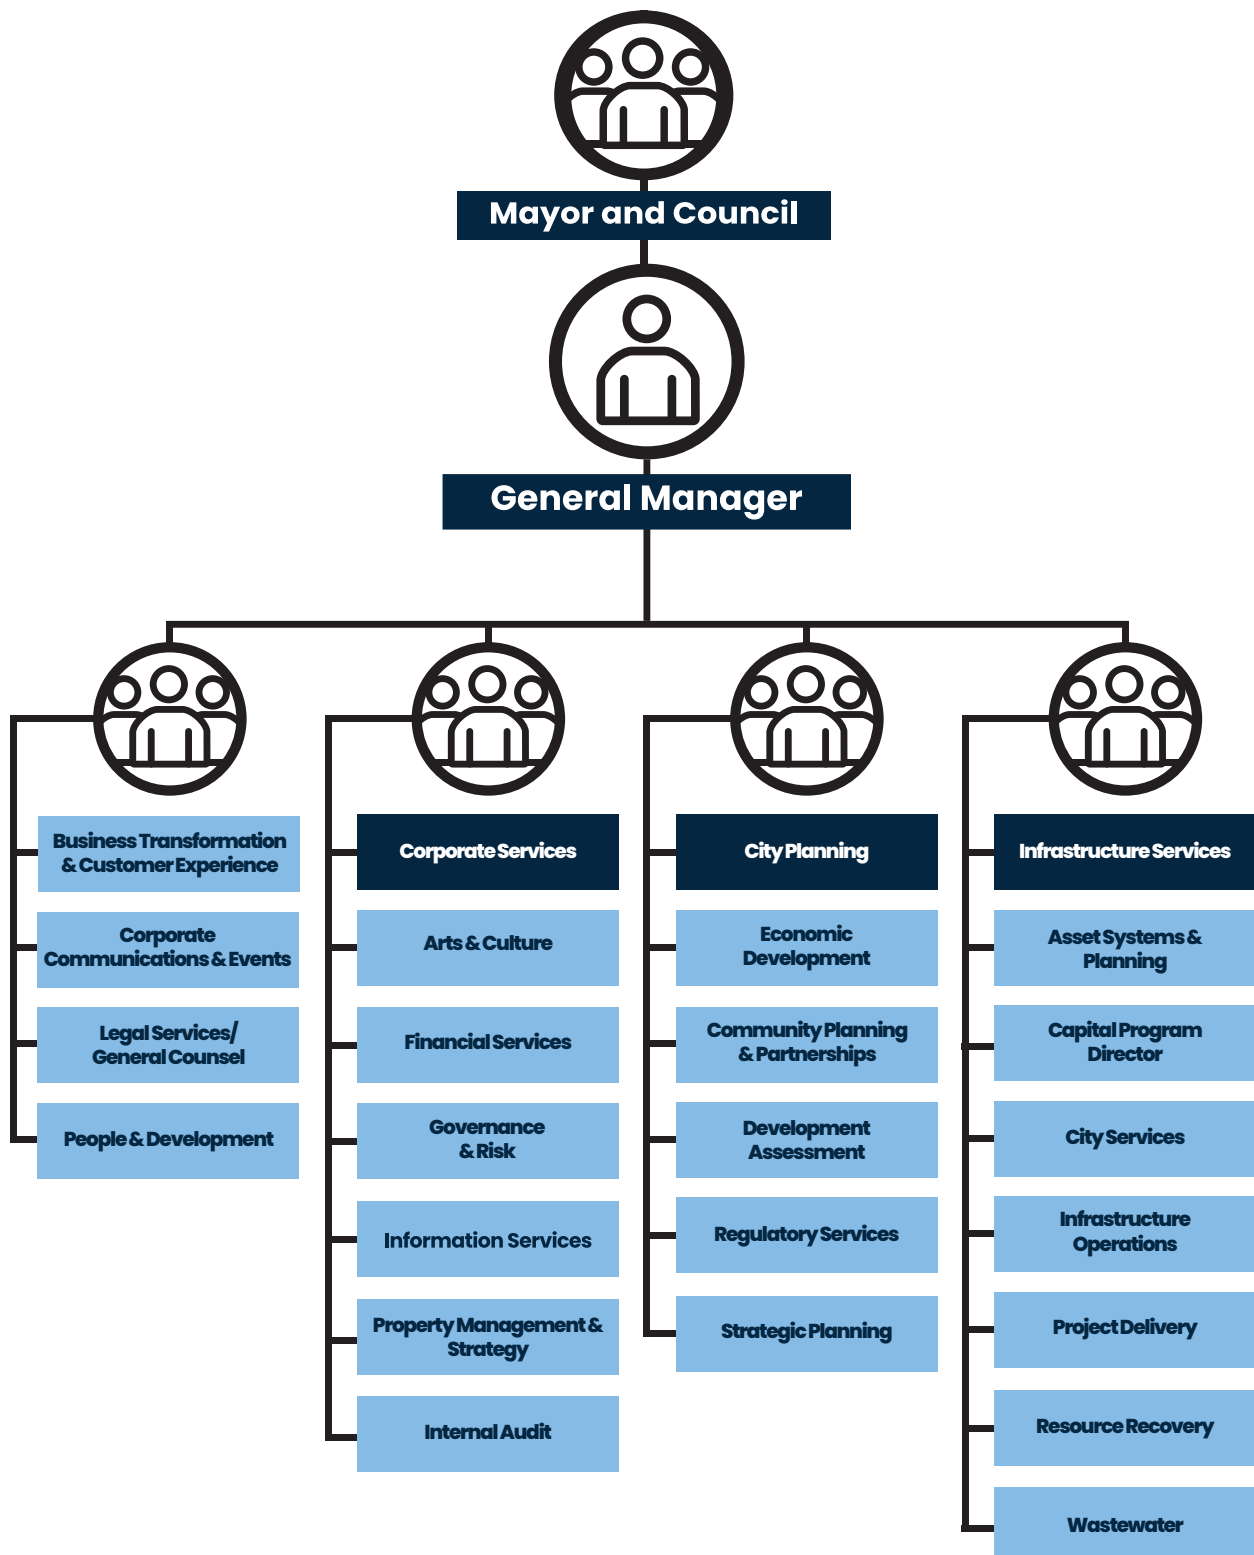 Mayor and Council
General Manager
Business Transformation
& Customer Experience
Corporate
Communications & Events
Legal Services/
General Counsel
People & Development
Corporate Services
Arts & Culture
Financial Services
Governance
& Risk
Information Services
Property Management &
Strategy
Internal Audit
City Planning
Economic
Development
Community Planning
& Partnerships
Development
Assessment
Regulatory Services
Strategic Planning
Infrastructure Services
Asset Systems &
Planning
Capital Program
Director
City Services
Infrastructure
Operations
Project Delivery
Resource Recovery
Wastewater